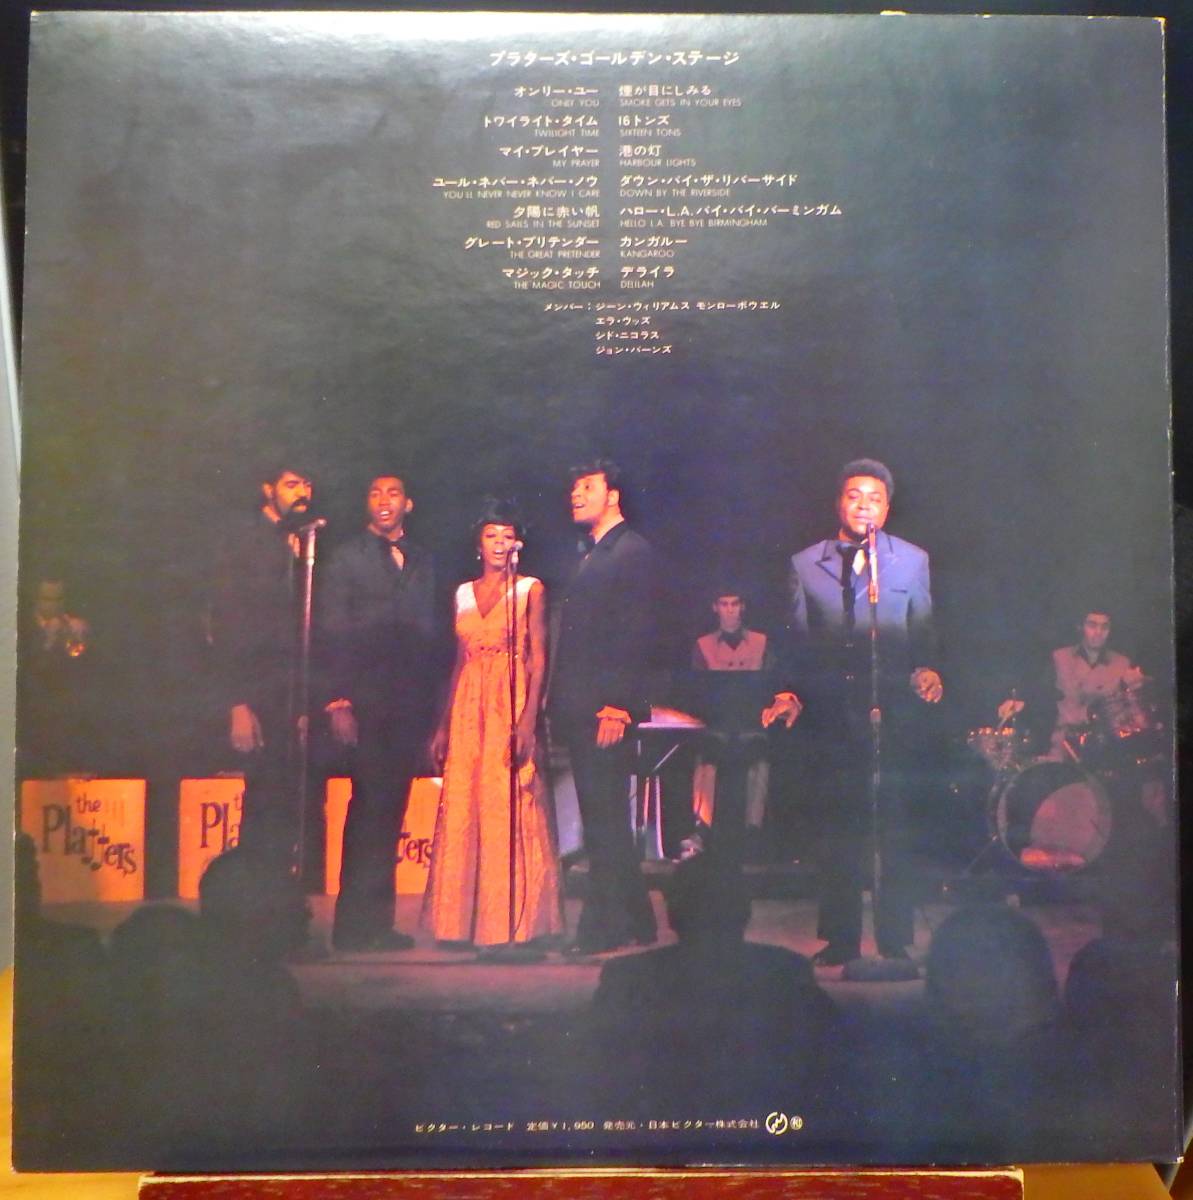 プラターズ・ゴールデン・ステージ
オンリー・ユー
ONLY YOU
トワイライト・タイム
TWILIGHT TIME
マイ・プレイヤー
MY PRAYER
ユール・ネバー・ネバー・ノウ
YOU'LL NEVER NEVER KNOW I CARE
夕陽に赤い帆
RED SAILS IN THE SUNSET
グレート・プリテンダー
THE GREAT PRETENDER
マジック・タッチ
THE MAGIC TOUCH
煙が目にしみる
SMOKE GETS IN YOUR EYES
16トンズ
SIXTEEN TONS
港の灯
HARBOUR LIGHTS
ダウン・バイ・ザ・リバーサイド
DOWN BY THE RIVERSIDE
ハロー・L.A. バイ・バイ・バーミンガム
HELLO L.A. BYE BYE BIRMINGHAM
カンガルー
KANGAROO
デライラ
DELILAH
メンバー：ジーン・ウィリアムス モンローポウエル
エラ・ウッズ
シド・ニコラス
ジョン・バーンズ
the
Platters
the
Pla
ters
ビクター・レコード 定価￥1,950 発売元・日本ビクター株式会社